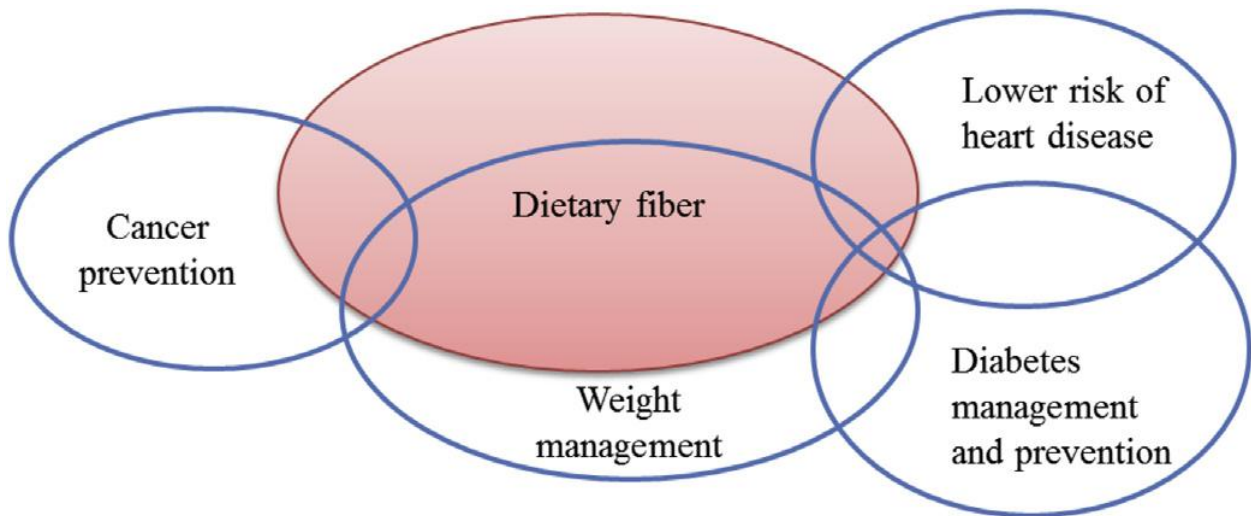 Lower risk of
heart disease
Dietary fiber
Cancer
prevention
Weight
management
Diabetes
management
and prevention